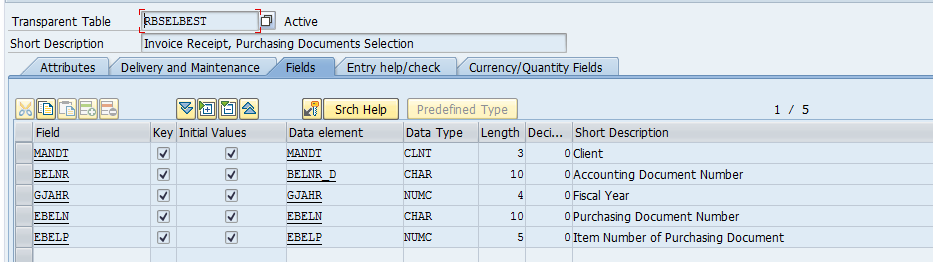 Transparent Table RBSELBEST Active
Short Description Invoice Receipt, Purchasing Documents Selection
Attributes Delivery and Maintenance Fields Entry help/check Currency/Quantity Fields
Srch Help Predefined Type 1 / 5
Field Key Initial Values Data element Data Type Length Deci... Short Description
MANDT MANDT CLNT 3 0 Client
BELNR BELNR_D CHAR 10 0 Accounting Document Number
GJAHR GJAHR NUMC 4 0 Fiscal Year
EBELN EBELN CHAR 10 0 Purchasing Document Number
EBELP EBELP NUMC 5 0 Item Number of Purchasing Document